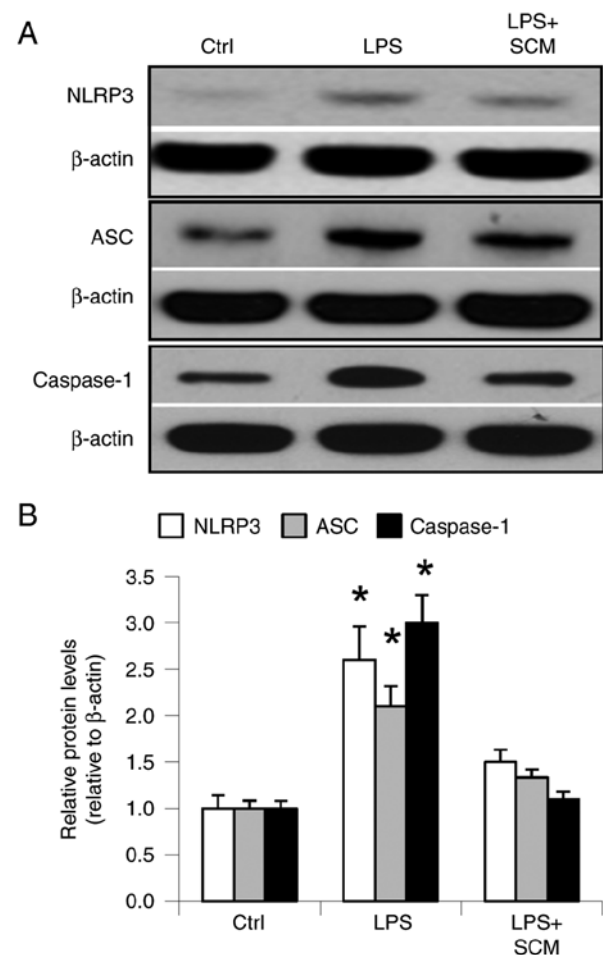 A
Ctrl LPS LPS+
SCM
NLRP3
β-actin
ASC
β-actin
Caspase-1
β-actin
B
NLRP3 ASC Caspase-1
Relative protein levels
(relative to β-actin)
3.5
3.0
2.5
2.0
1.5
1.0
0.5
0.0
* * *
Ctrl LPS LPS+
SCM